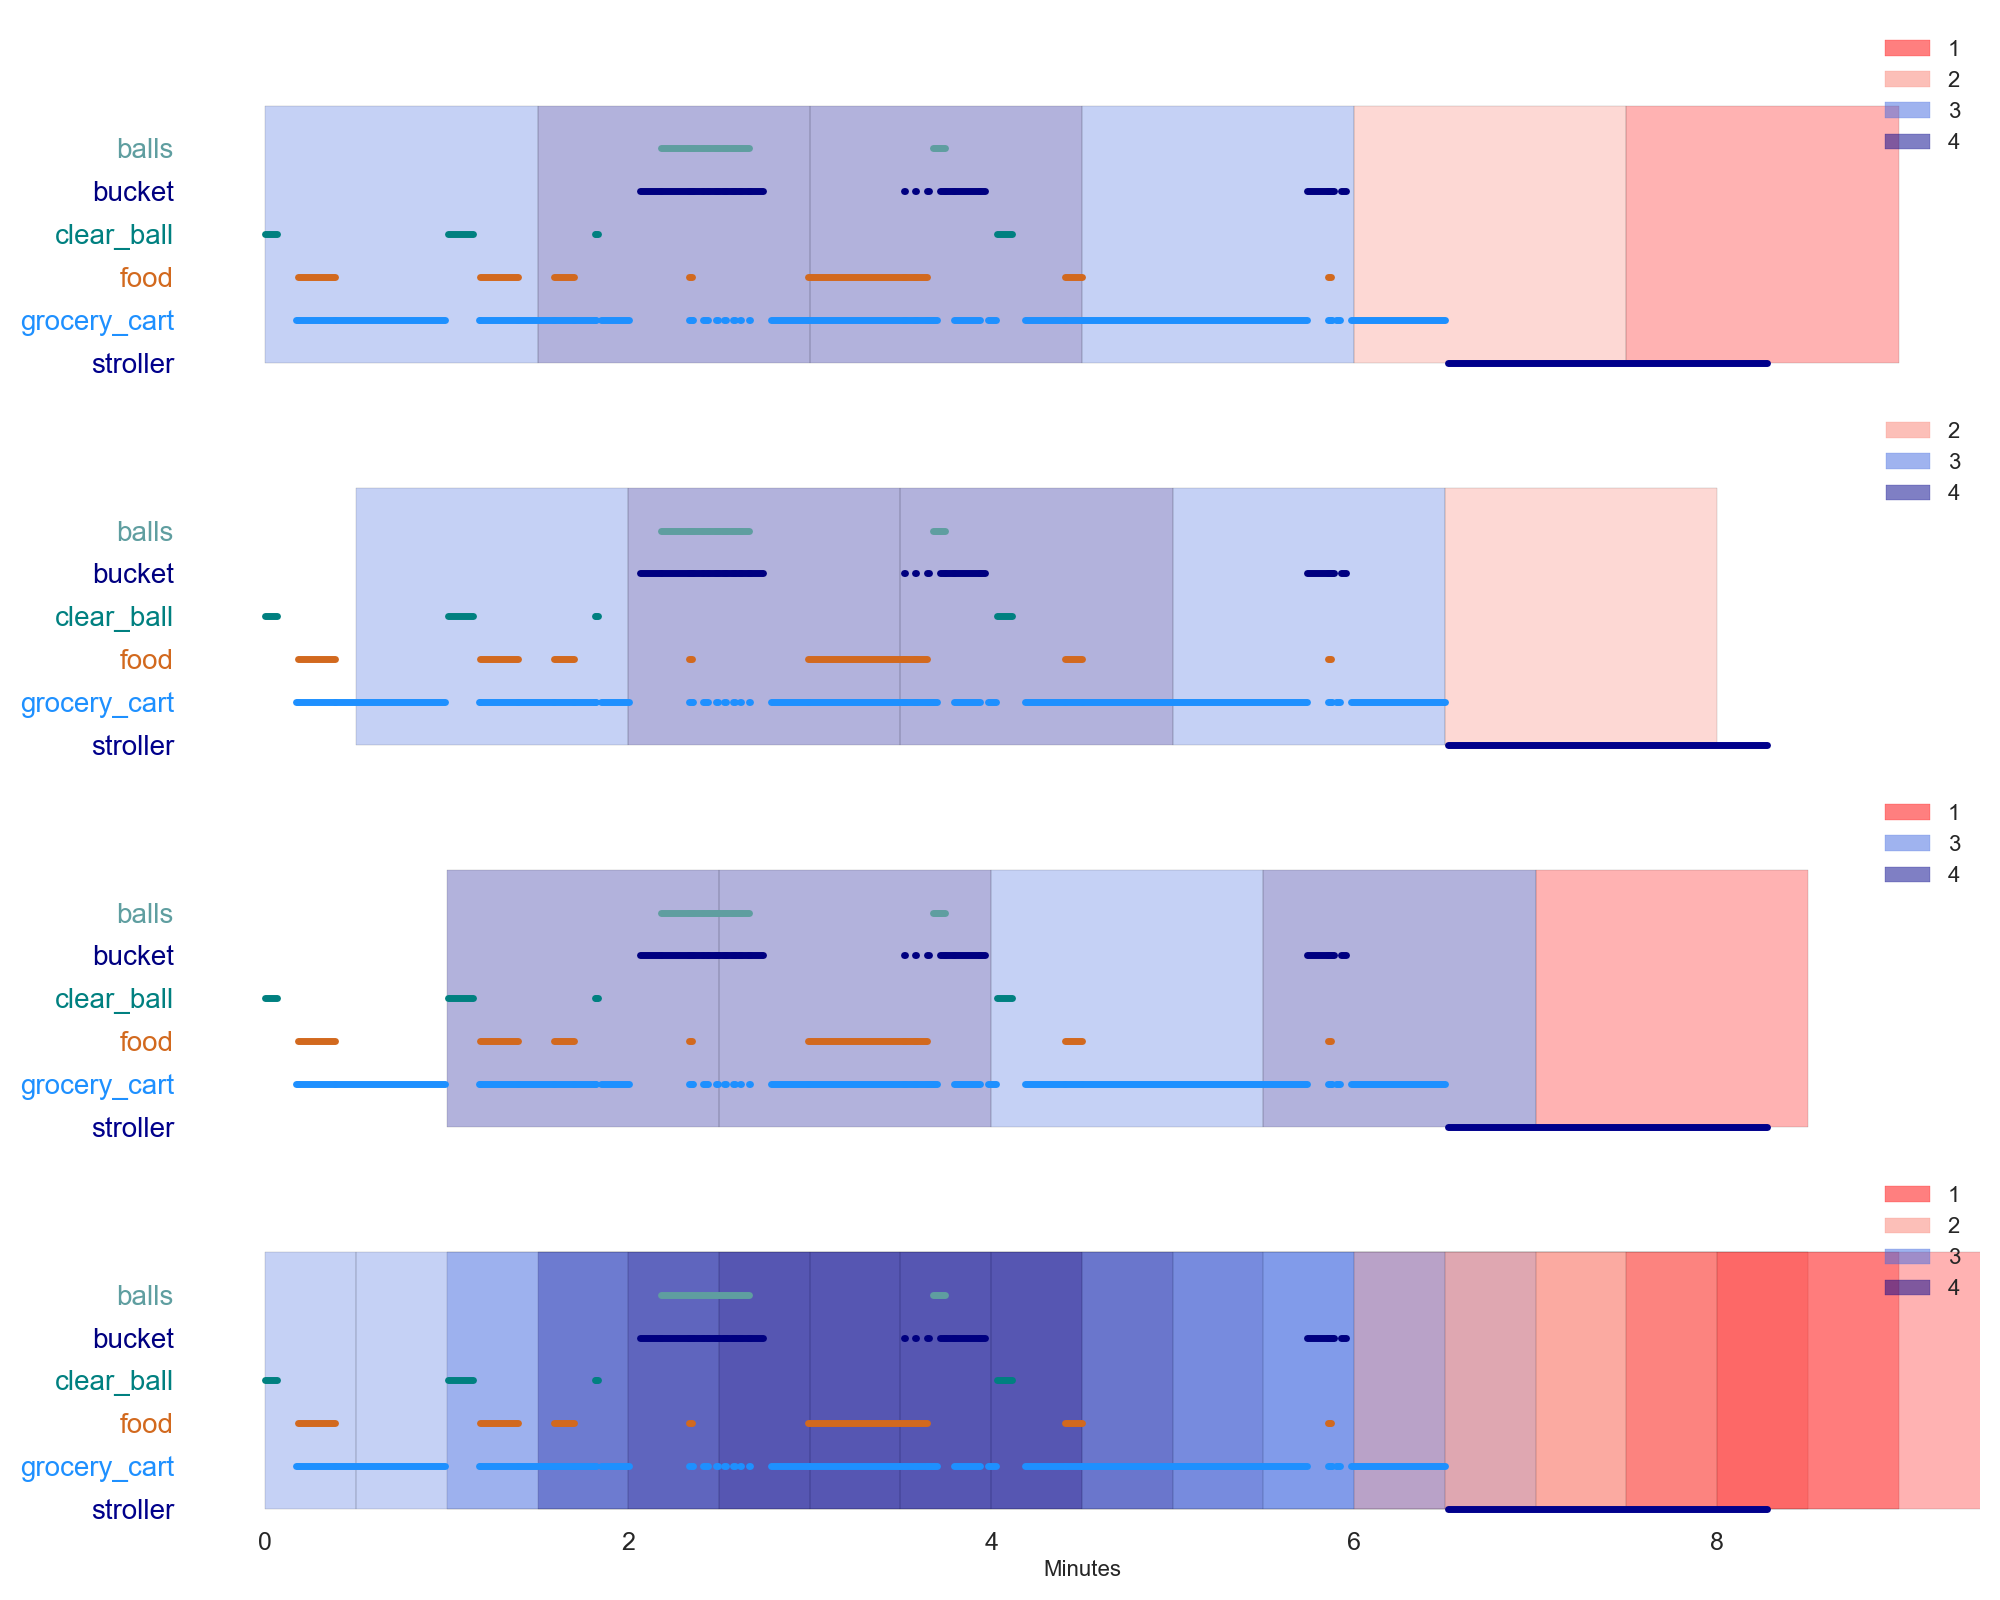 1
2
3
4
balls
bucket
clear_ball
food
grocery_cart
stroller
2
3
4
balls
bucket
clear_ball
food
grocery_cart
stroller
1
3
4
balls
bucket
clear_ball
food
grocery_cart
stroller
1
2
3
4
balls
bucket
clear_ball
food
grocery_cart
stroller
0 2 4 6 8
Minutes